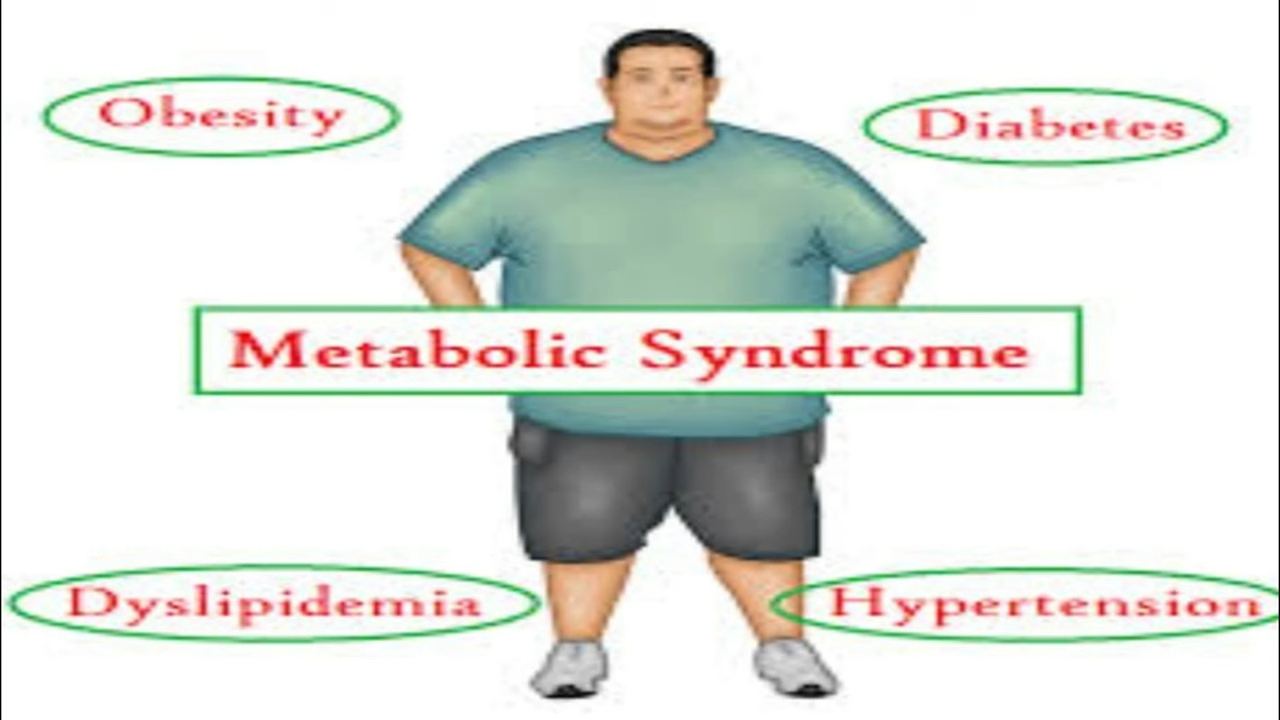 Obesity
Diabetes
Metabolic Syndrome
Dyslipidemia
Hypertension